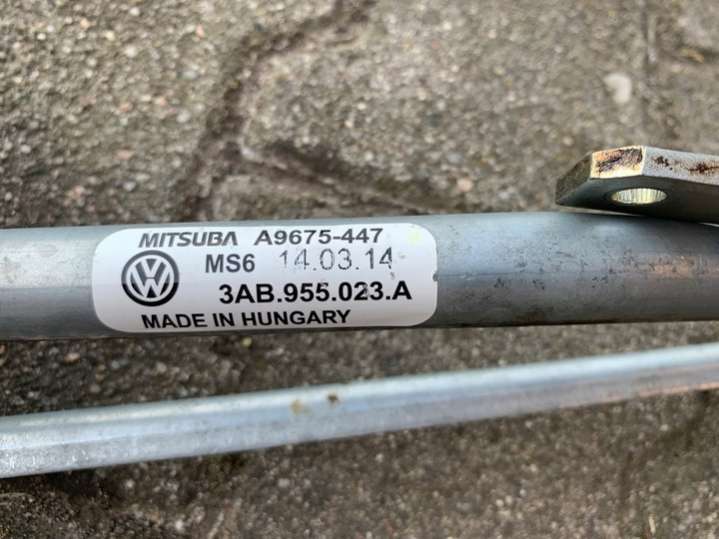 MITSUBA A9675-447
MS6 14.03.14
3AB.955.023.A
MADE IN HUNGARY